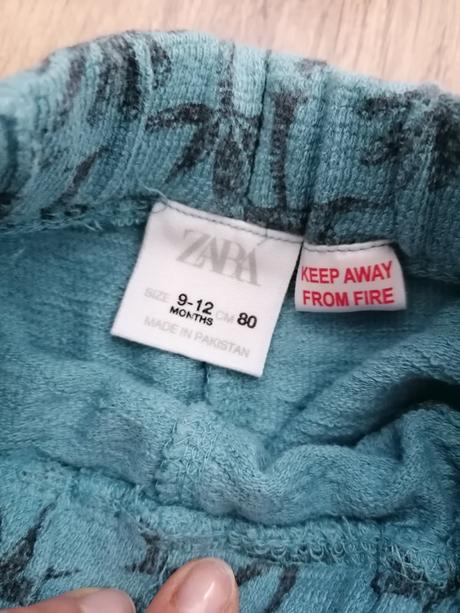 ZARA
SIZE 9-12 MONTHS CM 80
MADE IN PAKISTAN
KEEP AWAY
FROM FIRE